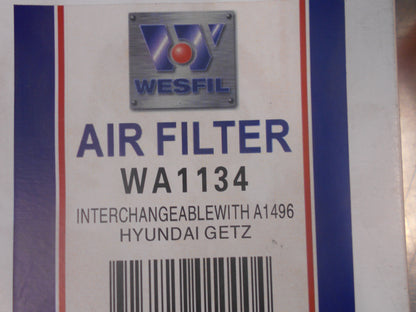 W
WESFIL
AIR FILTER
WA1134
INTERCHANGEABLEWITH A1496
HYUNDAI GETZ